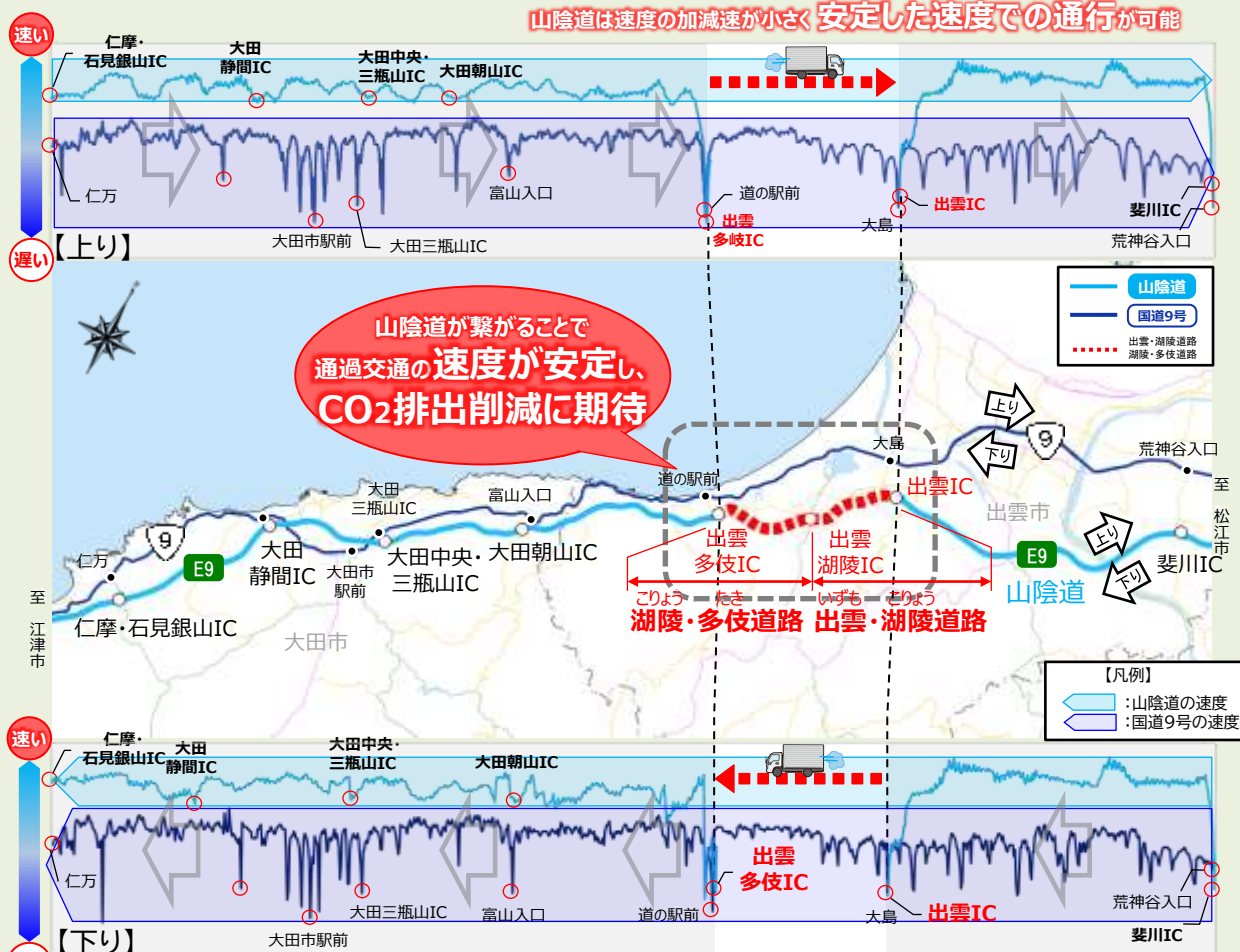 山陰道は速度の加減速が小さく 安定した速度での通行が可能
速い
仁摩・
石見銀山IC
大田
静間IC
大田中央・
三瓶山IC
大田朝山IC
仁万
大田市駅前
大田三瓶山IC
富山入口
道の駅前
出雲
多岐IC
大島
出雲IC
斐川IC
荒神谷入口
遅い
【上り】
山陰道
国道9号
出雲・湖陵道路
湖陵・多岐道路
山陰道が繋がることで
通過交通の速度が安定し、
CO2排出削減に期待
上り
下り
9
大島
荒神谷入口
道の駅前
出雲IC
至 松江市
出雲市
大田
三瓶山IC
富山入口
9
仁万
E9
大田
静間IC
大田市
駅前
大田中央・
三瓶山IC
大田朝山IC
出雲
多伎IC
出雲
湖陵IC
E9
上り
下り
斐川IC
山陰道
至 江津市
仁摩・石見銀山IC
大田市
こりょう たき
湖陵・多伎道路
いずも こりょう
出雲・湖陵道路
【凡例】
:山陰道の速度
:国道9号の速度
速い
仁摩・
石見銀山IC
大田
静間IC
大田中央・
三瓶山IC
大田朝山IC
仁万
大田市駅前
大田三瓶山IC
富山入口
道の駅前
出雲
多伎IC
大島
出雲IC
荒神谷入口
斐川IC
【下り】